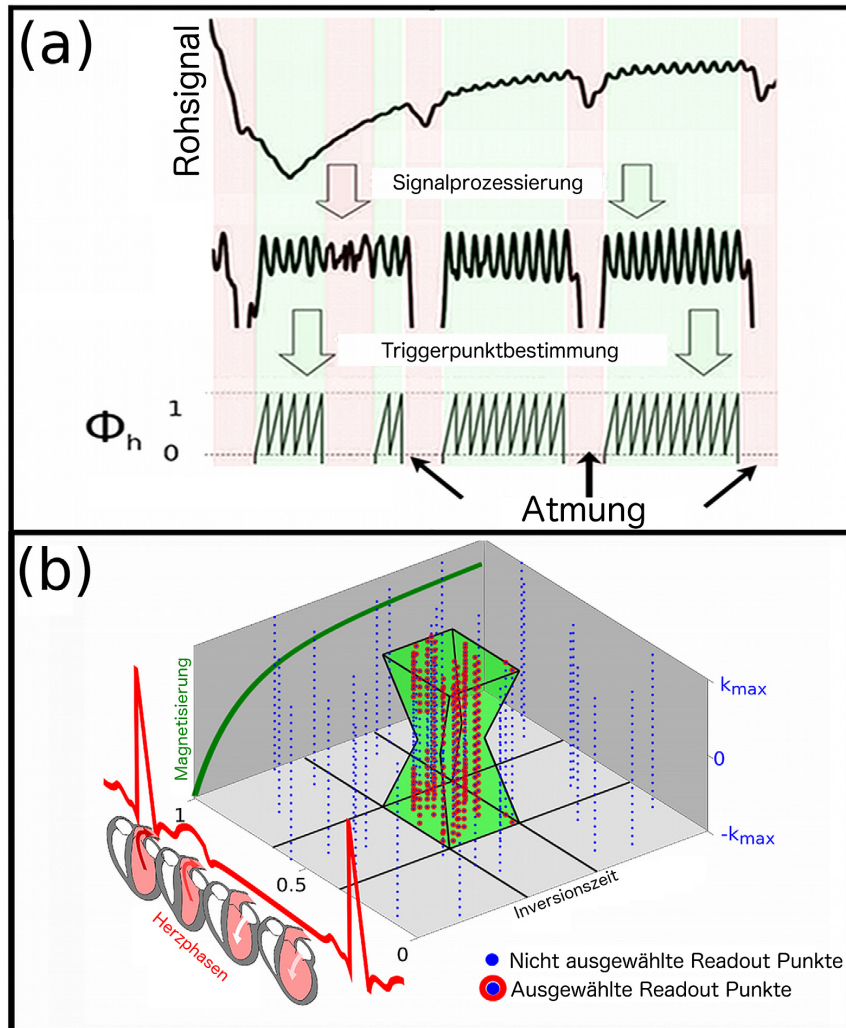 (a)
Rohsignal
Signalprozessierung
Triggerpunktbestimmung
Φh
1
0
Atmung
(b)
Magnetisierung
kmax
0
-kmax
1
0.5
0
Inversionszeit
Herzphasen
Nicht ausgewählte Readout Punkte
Ausgewählte Readout Punkte